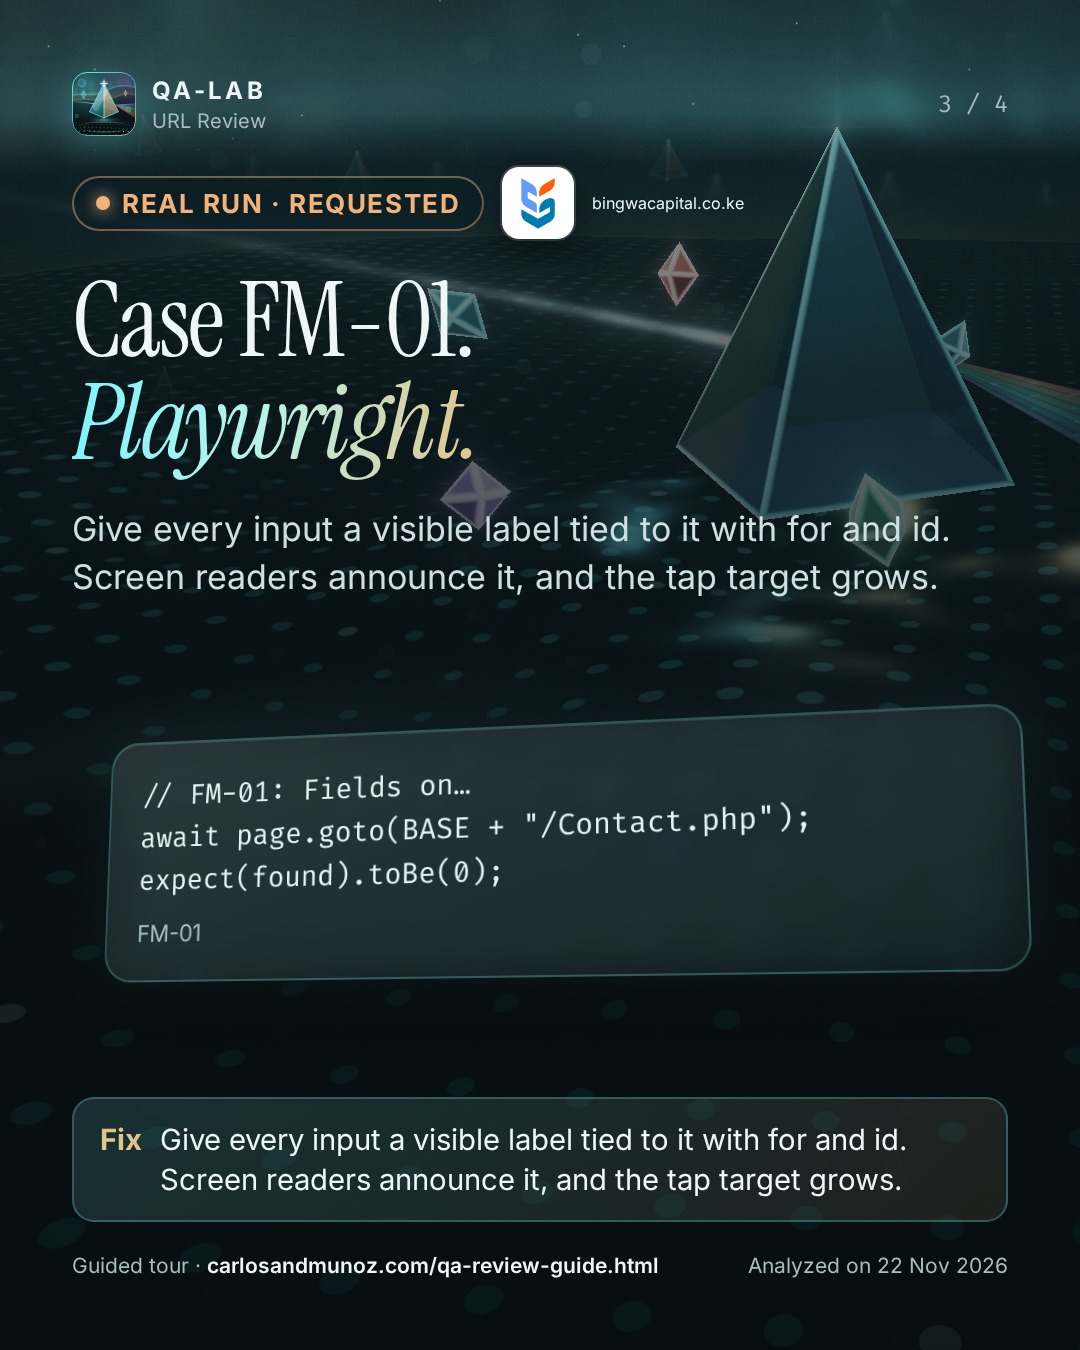 QA-LAB
URL Review
3 / 4
REAL RUN · REQUESTED
bingwacapital.co.ke
Case FM-01.
Playwright.
Give every input a visible label tied to it with for and id.
Screen readers announce it, and the tap target grows.
// FM-01: Fields on…
await page.goto(BASE + "/Contact.php");
expect(found).toBe(0);
FM-01
Fix Give every input a visible label tied to it with for and id.
Screen readers announce it, and the tap target grows.
Guided tour · carlosandmunoz.com/qa-review-guide.html
Analyzed on 22 Nov 2026